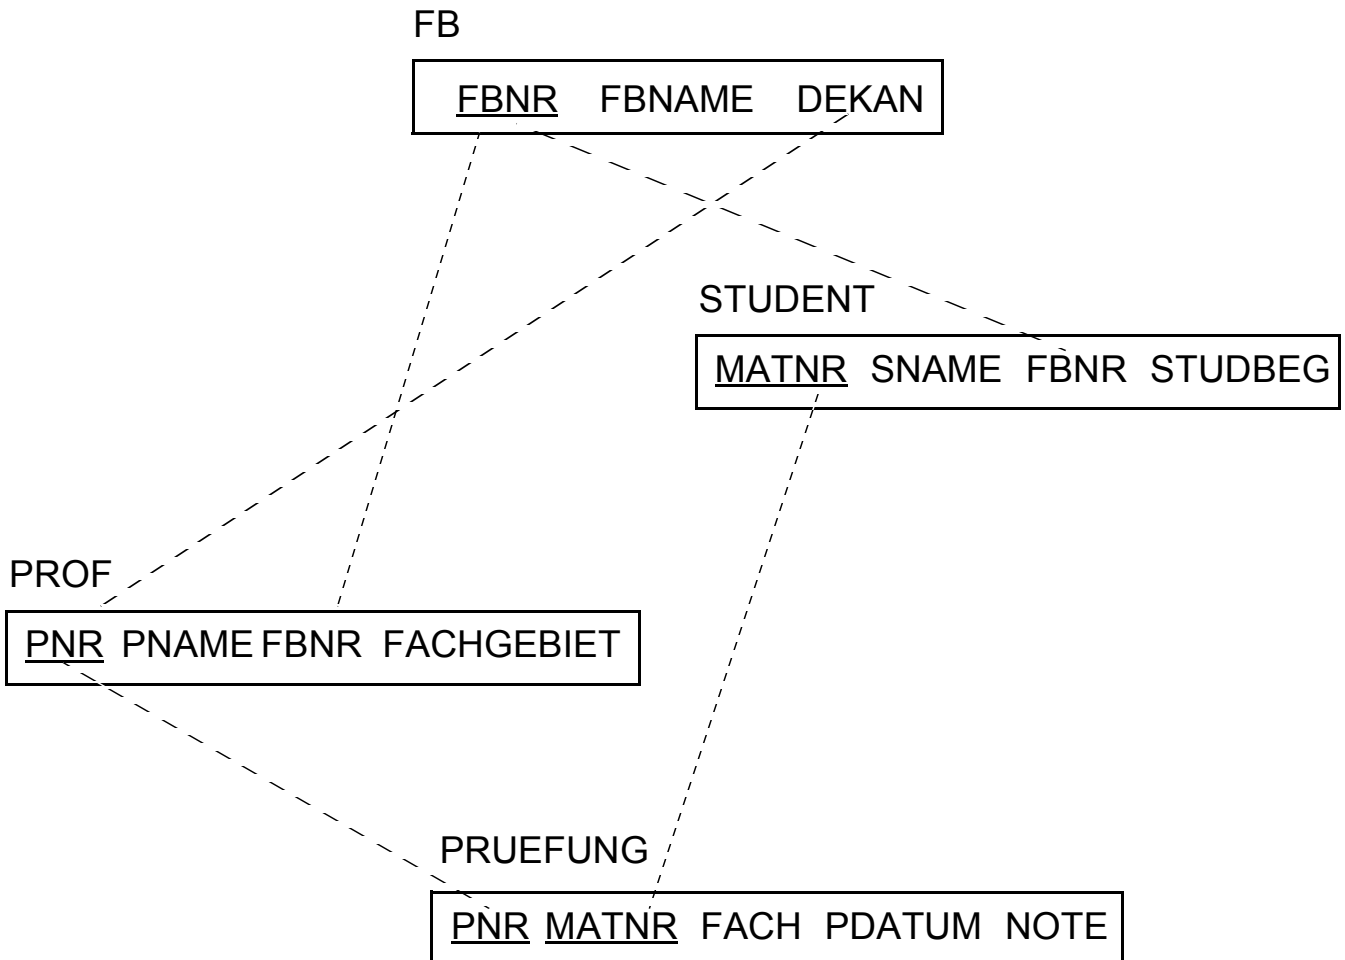 FB
FBNR FBNAME DEKAN
STUDENT
MATNR SNAME FBNR STUDBEG
PROF
PNR PNAME FBNR FACHGEBIET
PRUEFUNG
PNR MATNR FACH PDATUM NOTE